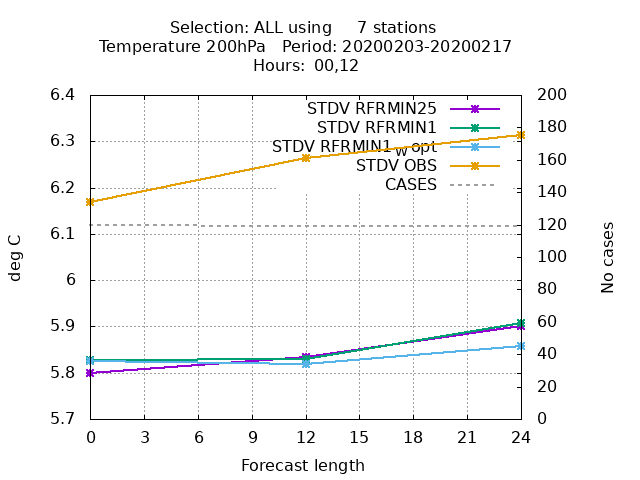 Selection: ALL using 7 stations
Temperature 200hPa Period: 20200203-20200217
Hours: 00,12
STDV RFRMIN25
STDV RFRMIN1
STDV RFRMIN1_wopt
STDV OBS
CASES
6.4
6.3
6.2
6.1
6
5.9
5.8
5.7
200
180
160
140
120
100
80
60
40
20
0
deg C
No cases
0 3 6 9 12 15 18 21 24
Forecast length